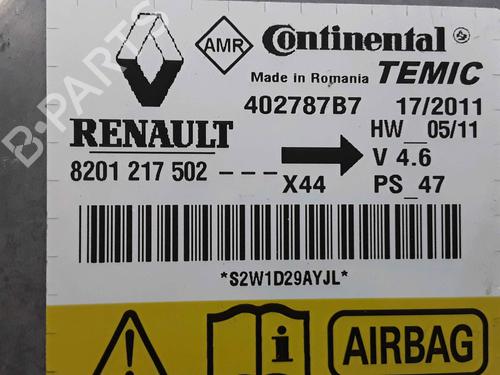 AMR Continental
Made in Romania TEMIC
402787B7 17/2011
RENAULT HW_05/11
8201 217 502 _ _ _ V 4.6
X44 PS_47
*S2W1D29AYJL*
i AIRBAG
B-PARTS